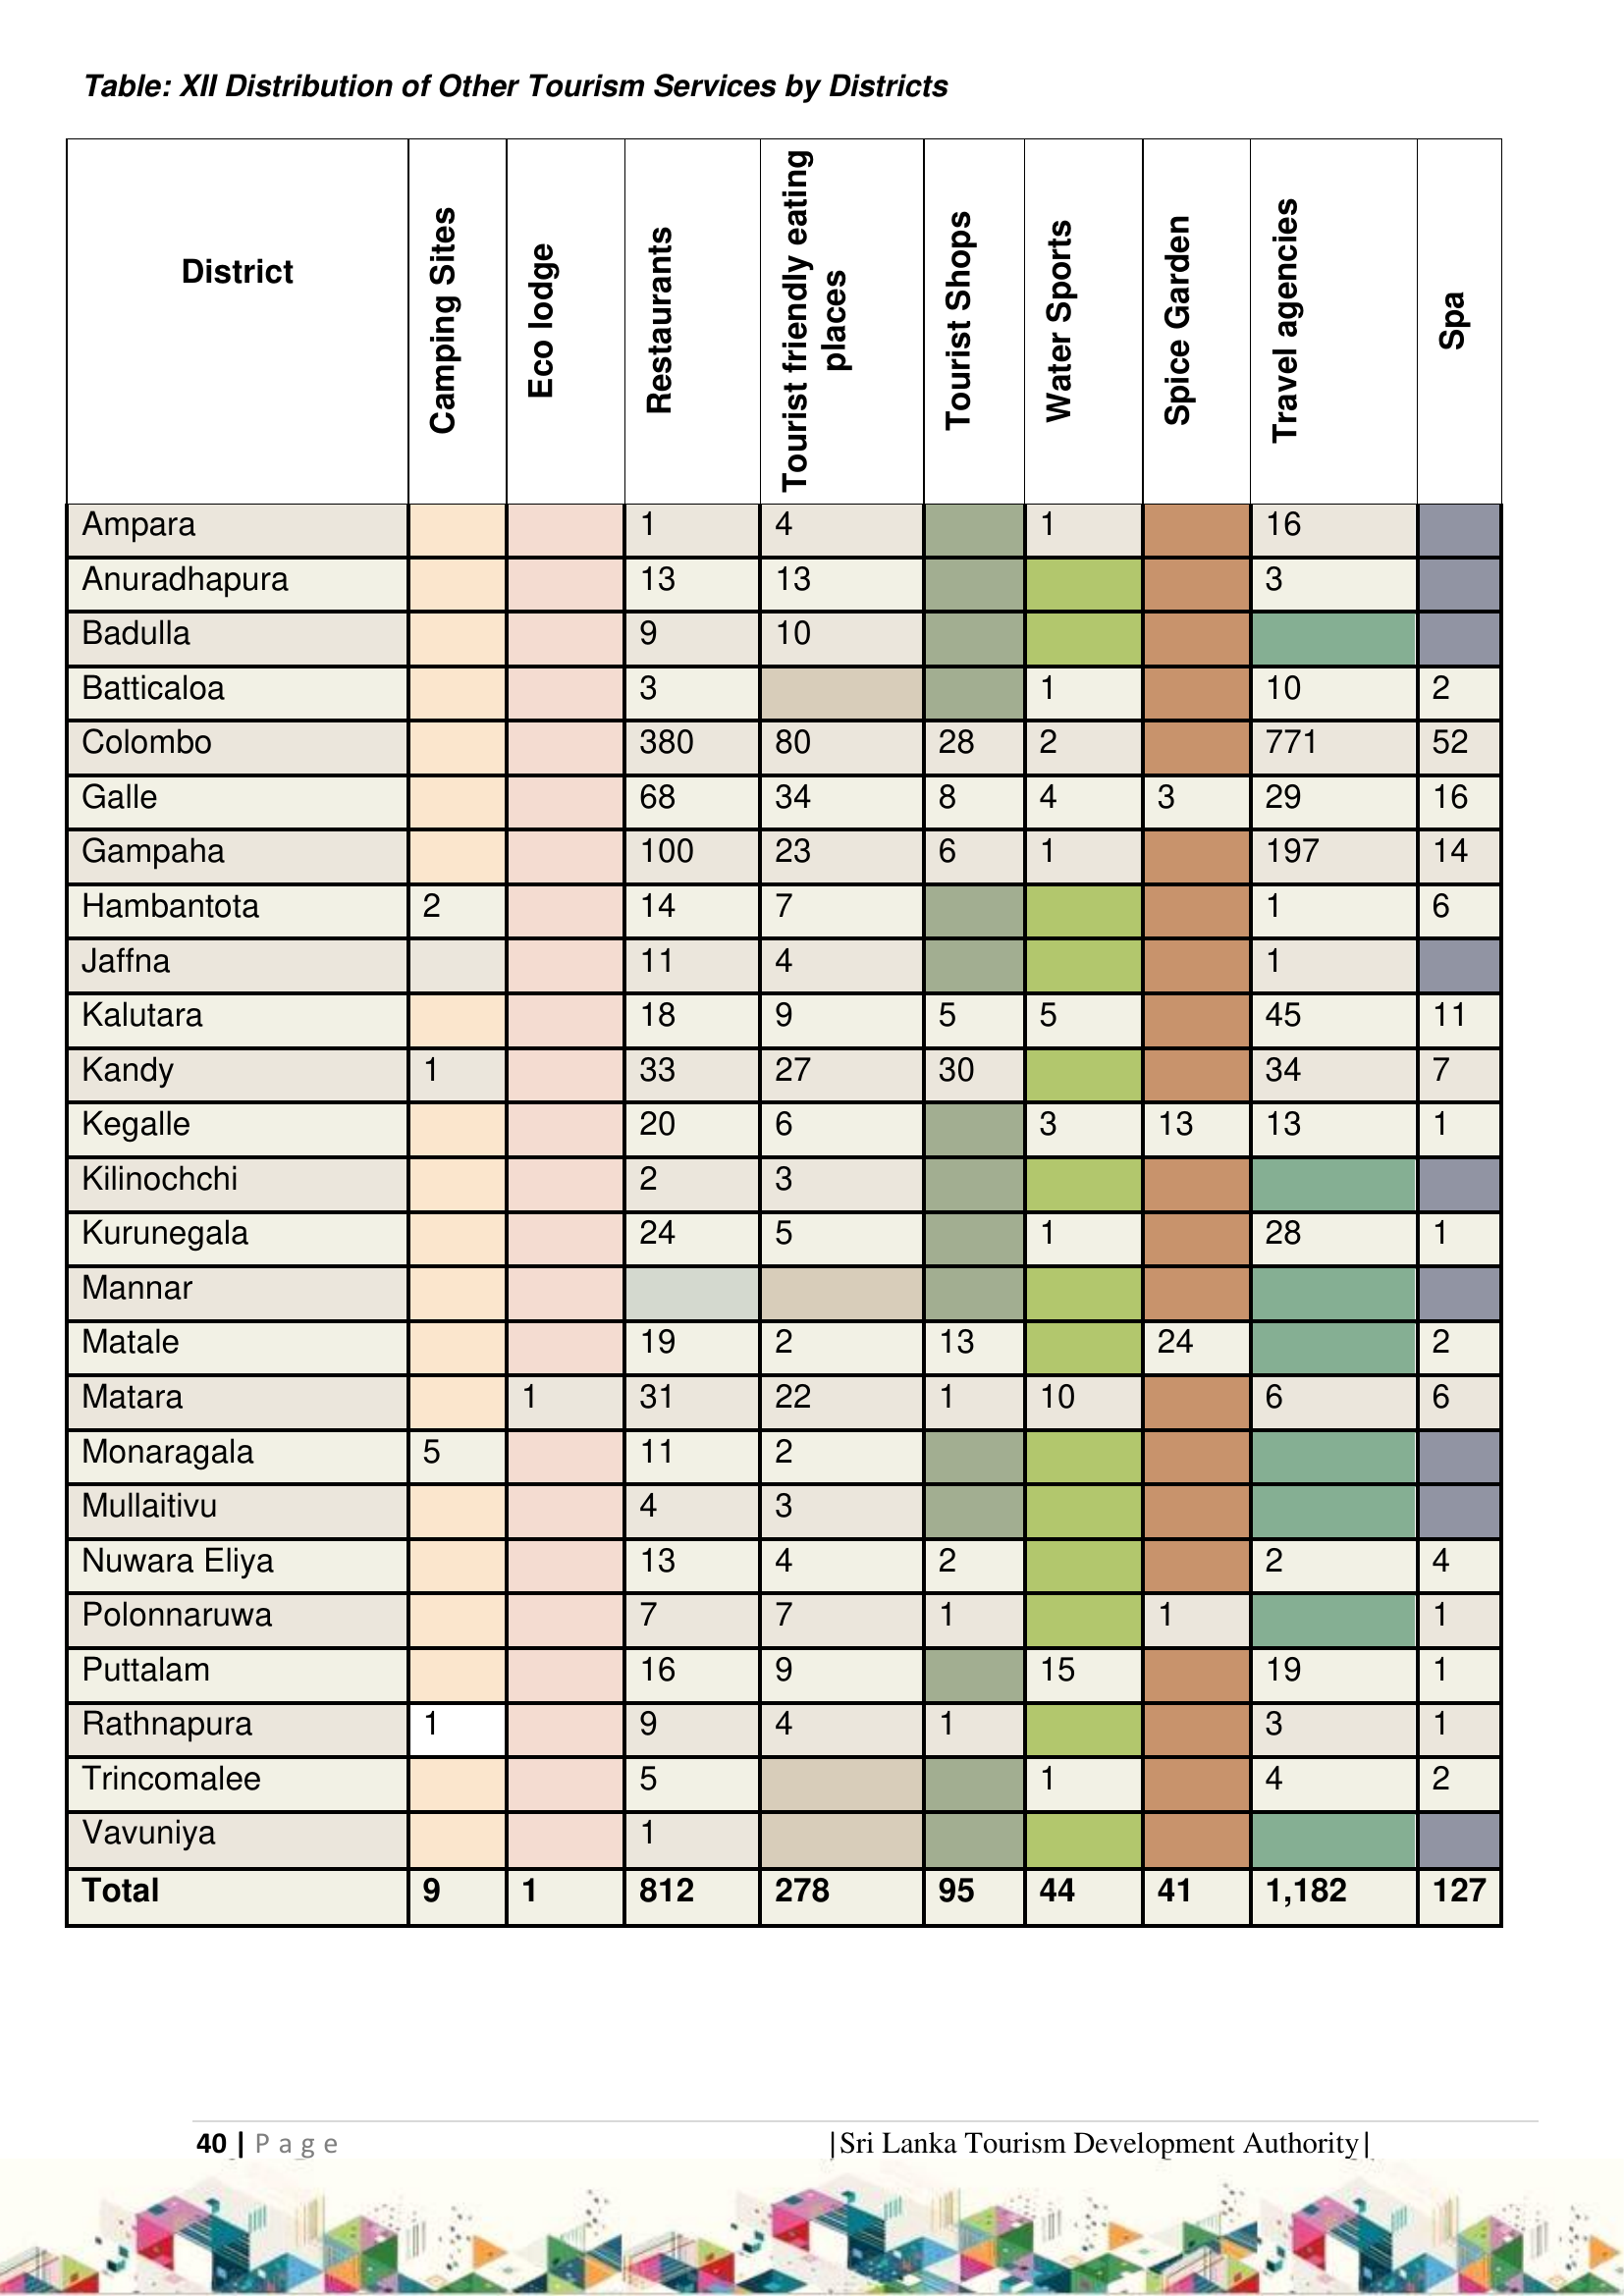 Table: XII Distribution of Other Tourism Services by Districts
District Camping Sites Eco lodge Restaurants Tourist friendly eating places Tourist Shops Water Sports Spice Garden Travel agencies Spa
Ampara 1 4 1 16
Anuradhapura 13 13 3
Badulla 9 10
Batticaloa 3 1 10 2
Colombo 380 80 28 2 771 52
Galle 68 34 8 4 3 29 16
Gampaha 100 23 6 1 197 14
Hambantota 2 14 7 1 6
Jaffna 11 4 1
Kalutara 18 9 5 5 45 11
Kandy 1 33 27 30 34 7
Kegalle 20 6 3 13 13 1
Kilinochchi 2 3
Kurunegala 24 5 1 28 1
Mannar
Matale 19 2 13 24 2
Matara 1 31 22 1 10 6 6
Monaragala 5 11 2
Mullaitivu 4 3
Nuwara Eliya 13 4 2 2 4
Polonnaruwa 7 7 1 1 1
Puttalam 16 9 15 19 1
Rathnapura 1 9 4 1 3 1
Trincomalee 5 1 4 2
Vavuniya 1
Total 9 1 812 278 95 44 41 1,182 127
40 | Page |Sri Lanka Tourism Development Authority|